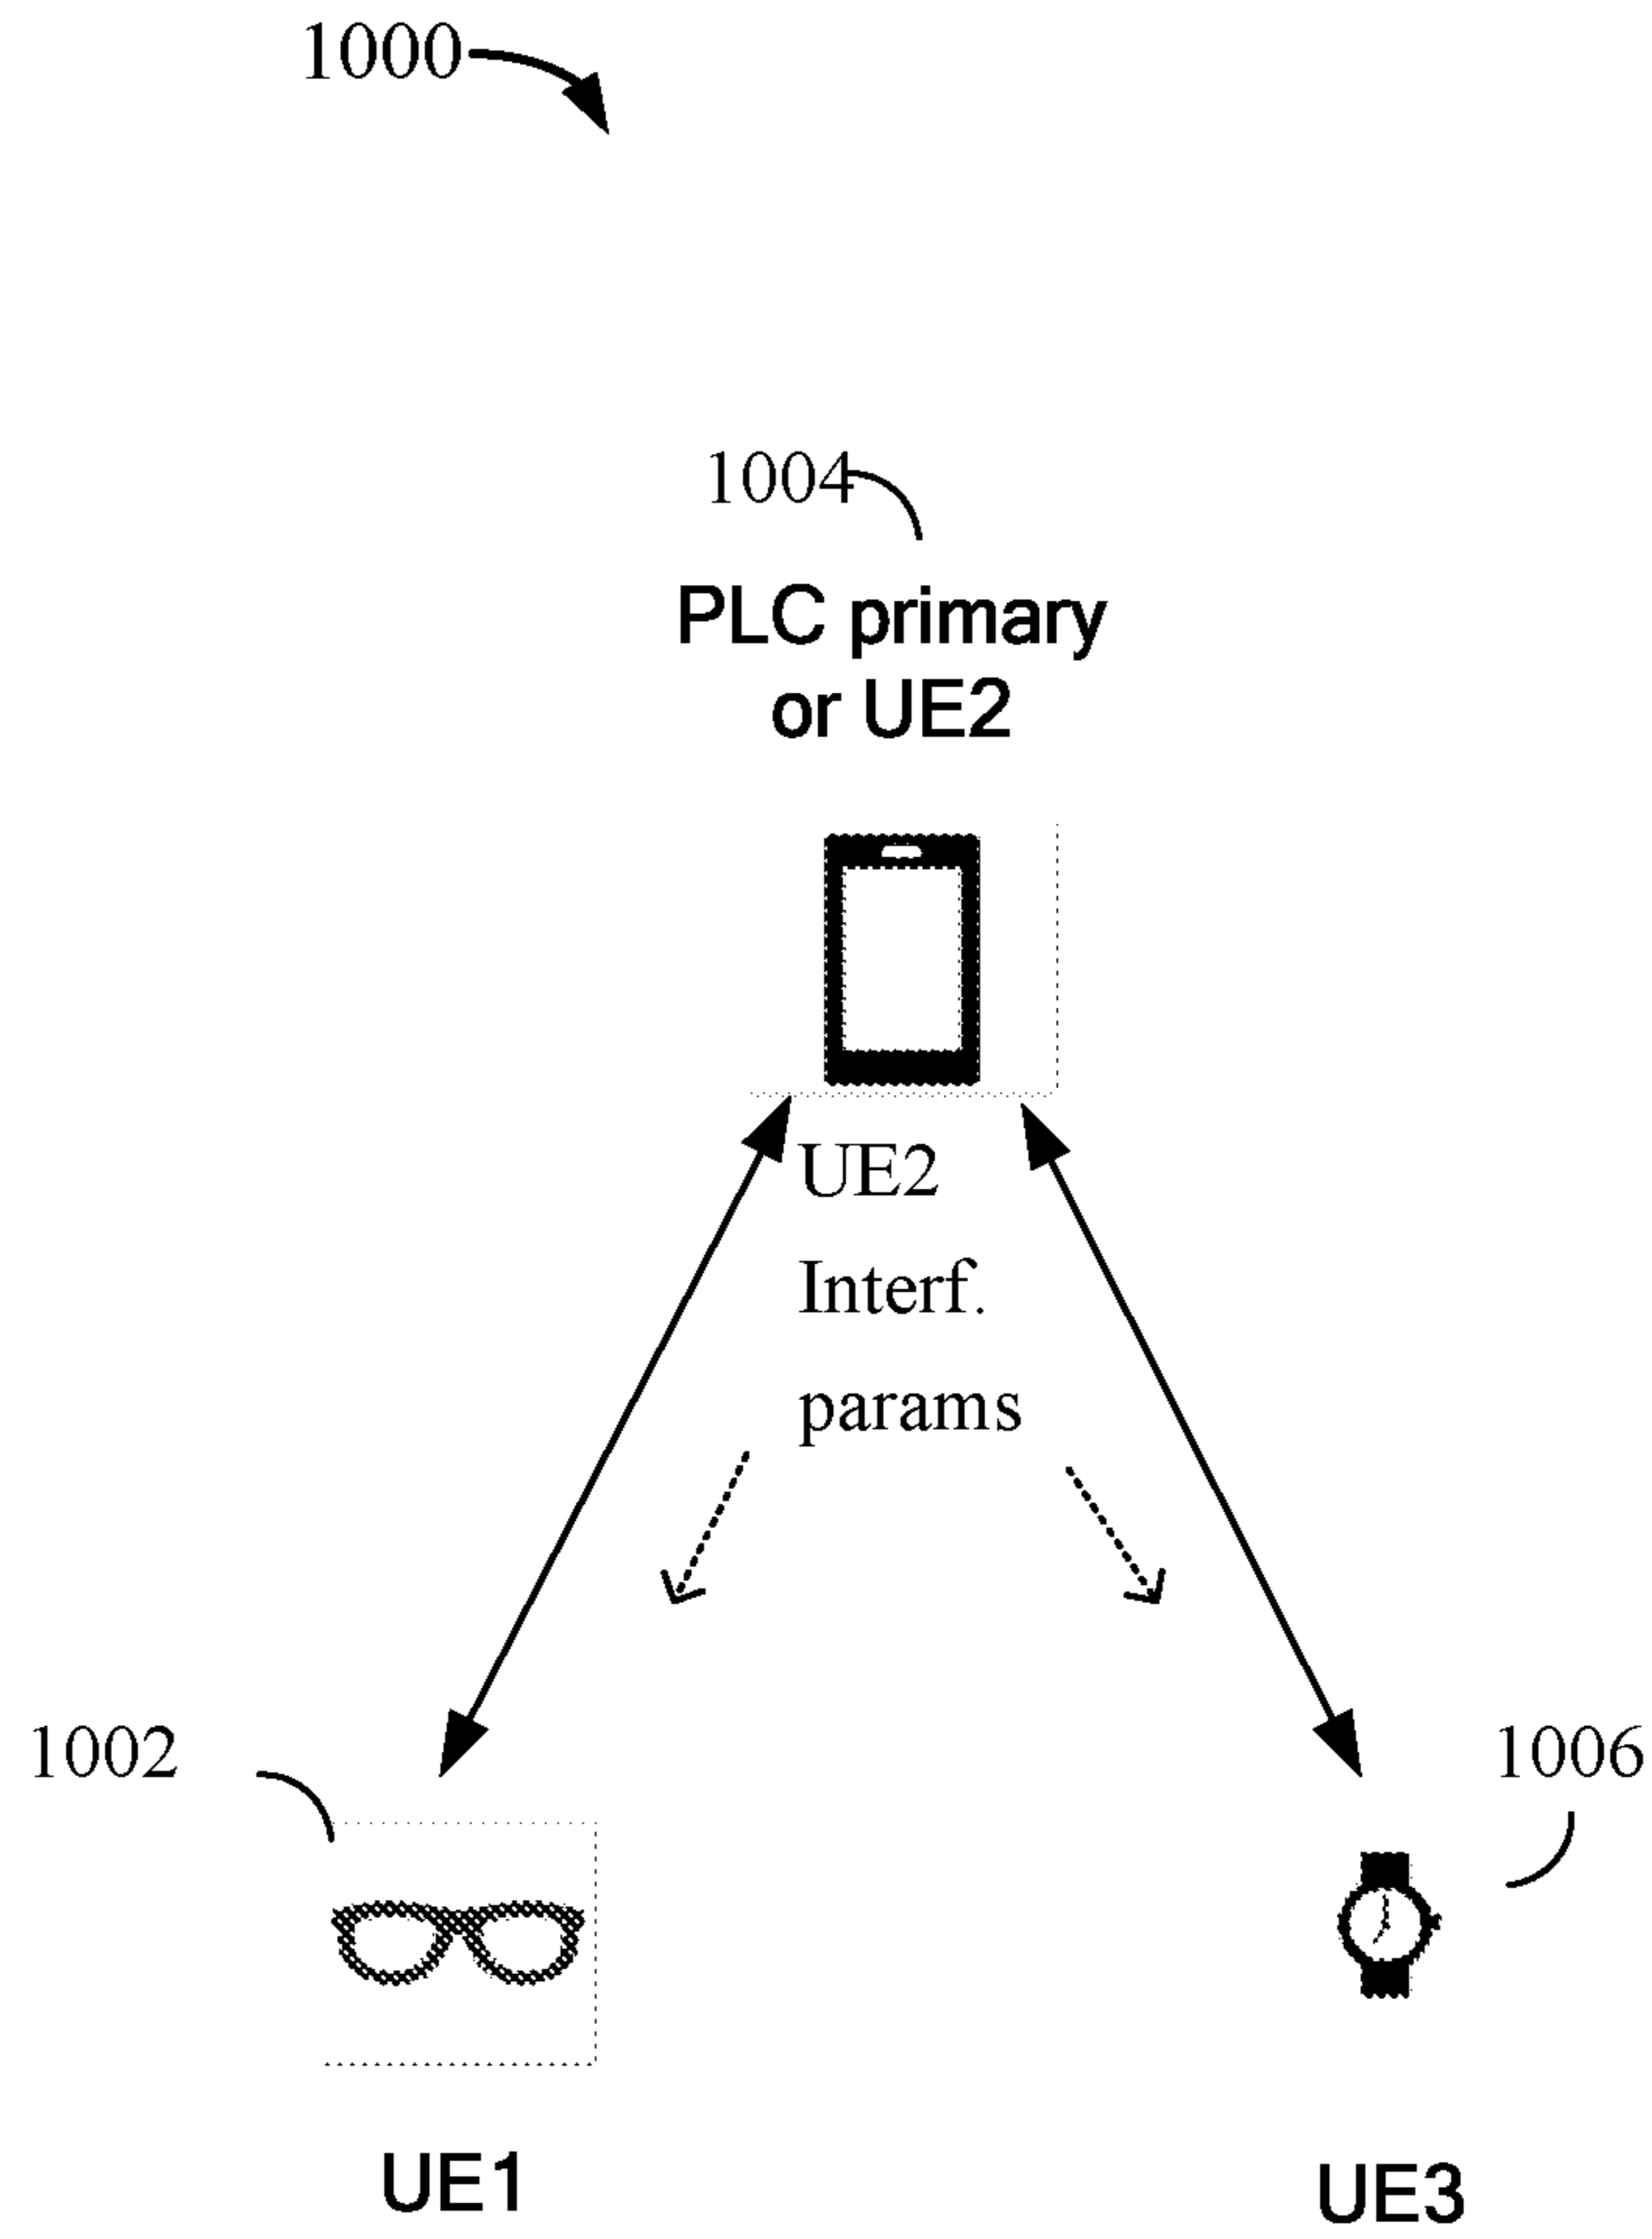 1000
1004
PLC primary
or UE2
UE2
Interf.
params
1002
1006
UE1
UE3